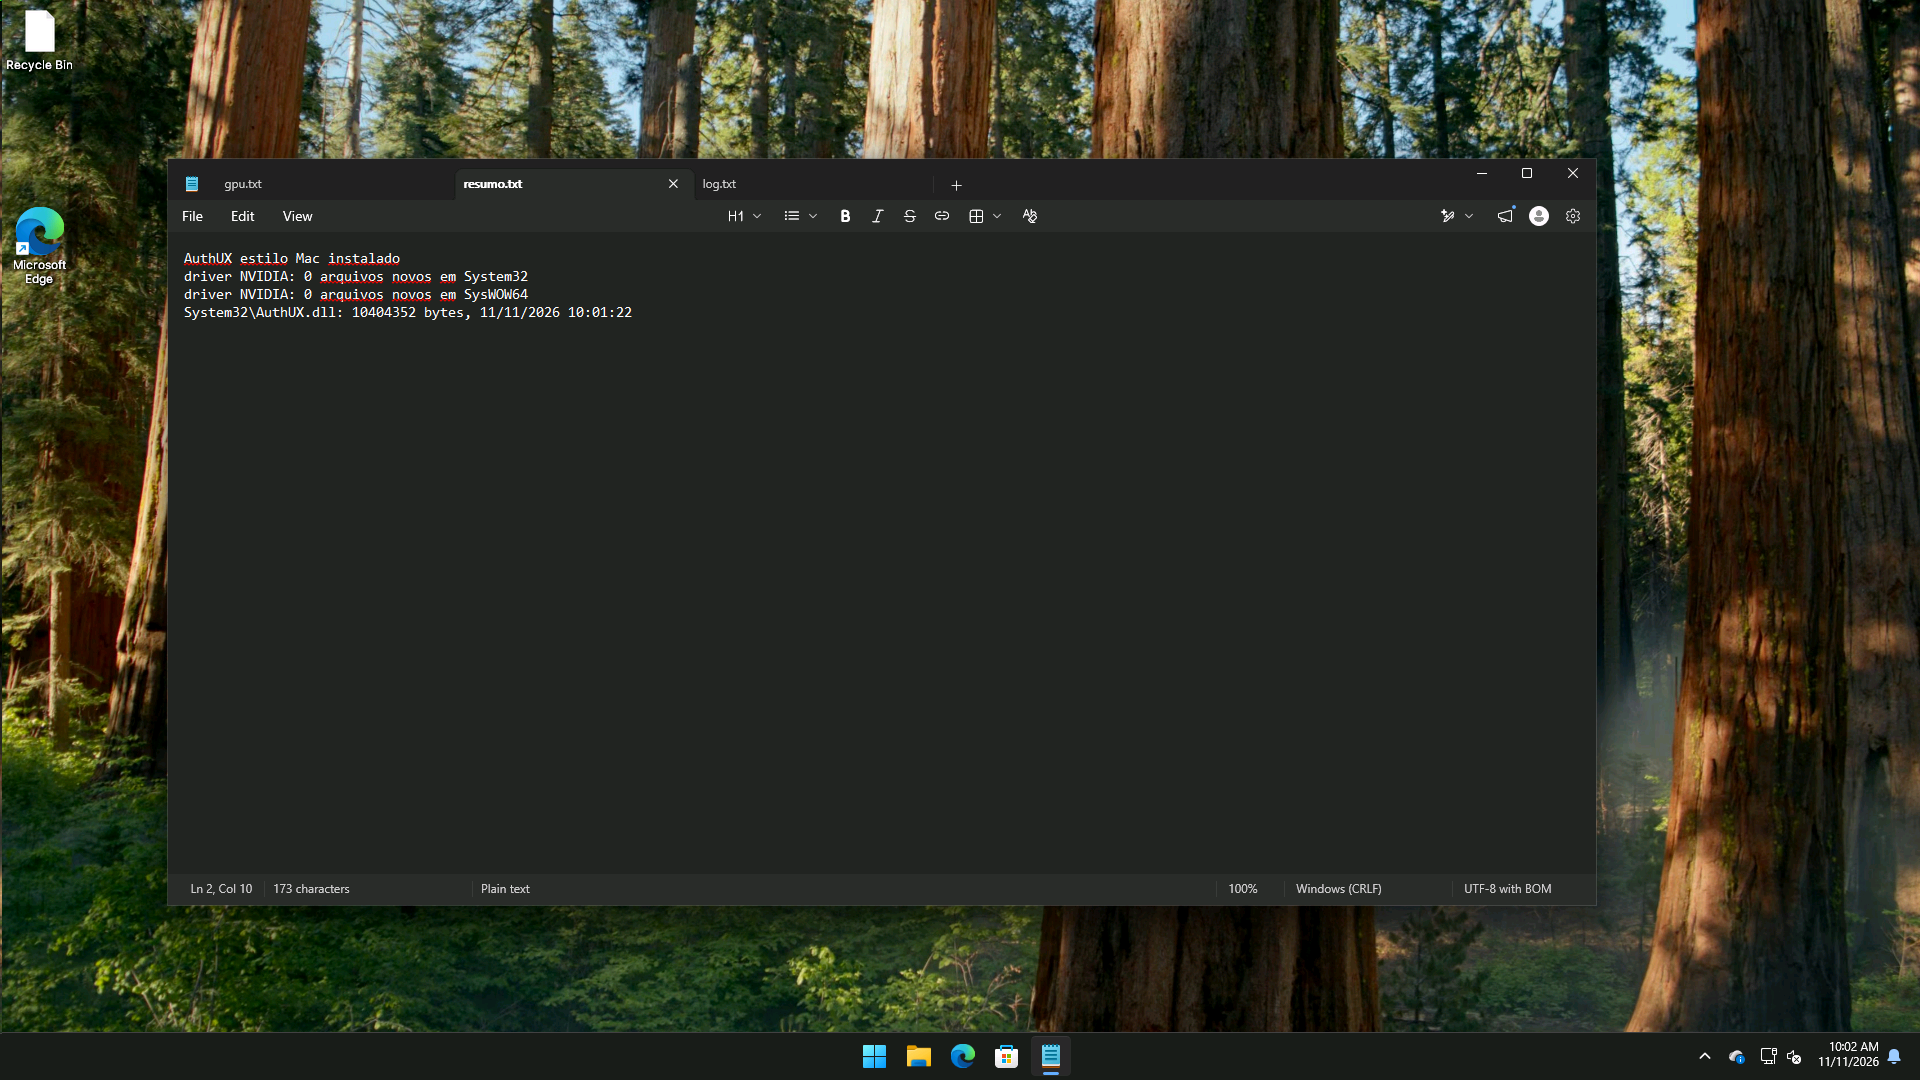 Recycle Bin
Microsoft
Edge
gpu.txt
resumo.txt
log.txt
File
Edit
View
H1
AuthUX estilo Mac instalado
driver NVIDIA: 0 arquivos novos em System32
driver NVIDIA: 0 arquivos novos em SysWOW64
System32\AuthUX.dll: 10404352 bytes, 11/11/2026 10:01:22
Ln 2, Col 10
173 characters
Plain text
100%
Windows (CRLF)
UTF-8 with BOM
10:02 AM
11/11/2026